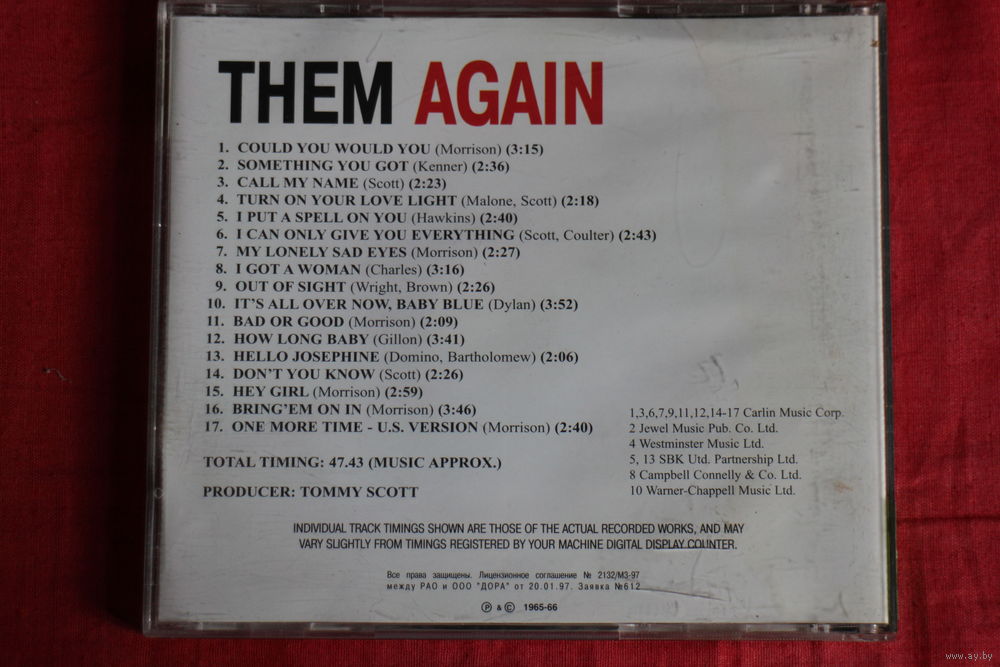 THEM AGAIN
1. COULD YOU WOULD YOU (Morrison) (3:15)
2. SOMETHING YOU GOT (Kenner) (2:36)
3. CALL MY NAME (Scott) (2:23)
4. TURN ON YOUR LOVE LIGHT (Malone, Scott) (2:18)
5. I PUT A SPELL ON YOU (Hawkins) (2:40)
6. I CAN ONLY GIVE YOU EVERYTHING (Scott, Coulter) (2:43)
7. MY LONELY SAD EYES (Morrison) (2:27)
8. I GOT A WOMAN (Charles) (3:16)
9. OUT OF SIGHT (Wright, Brown) (2:26)
10. IT'S ALL OVER NOW, BABY BLUE (Dylan) (3:52)
11. BAD OR GOOD (Morrison) (2:09)
12. HOW LONG BABY (Gillon) (3:41)
13. HELLO JOSEPHINE (Domino, Bartholomew) (2:06)
14. DON'T YOU KNOW (Scott) (2:26)
15. HEY GIRL (Morrison) (2:59)
16. BRING'EM ON IN (Morrison) (3:46)
17. ONE MORE TIME - U.S. VERSION (Morrison) (2:40)
TOTAL TIMING: 47.43 (MUSIC APPROX.)
PRODUCER: TOMMY SCOTT
1,3,6,7,9,11,12,14-17 Carlin Music Corp.
2 Jewel Music Pub. Co. Ltd.
4 Westminster Music Ltd.
5, 13 SBK Utd. Partnership Ltd.
8 Campbell Connelly & Co. Ltd.
10 Warner-Chappell Music Ltd.
INDIVIDUAL TRACK TIMINGS SHOWN ARE THOSE OF THE ACTUAL RECORDED WORKS, AND MAY
VARY SLIGHTLY FROM TIMINGS REGISTERED BY YOUR MACHINE DIGITAL DISPLAY COUNTER.
Все права защищены. Лицензионное соглашение № 2132/МЗ-97
между РАО и ООО "ДОРА" от 20.01.97. Заявка №612
℗ & © 1965-66
www.ay.by